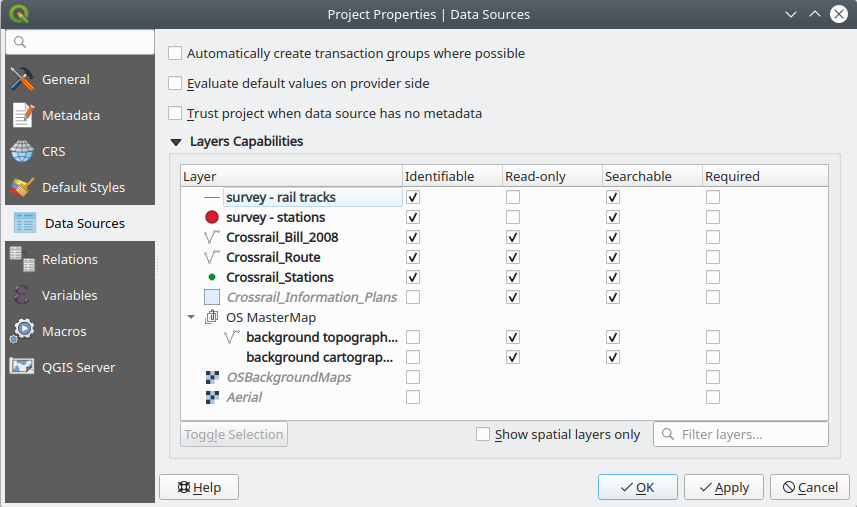 Project Properties | Data Sources
General
Metadata
CRS
Default Styles
Data Sources
Relations
Variables
Macros
QGIS Server
Automatically create transaction groups where possible
Evaluate default values on provider side
Trust project when data source has no metadata
Layers Capabilities
Layer Identifiable Read-only Searchable Required
survey - rail tracks
survey - stations
Crossrail_Bill_2008
Crossrail_Route
Crossrail_Stations
Crossrail_Information_Plans
OS MasterMap
background topograph...
background cartograp...
OSBackgroundMaps
Aerial
Toggle Selection Show spatial layers only Filter layers...
Help OK Apply Cancel